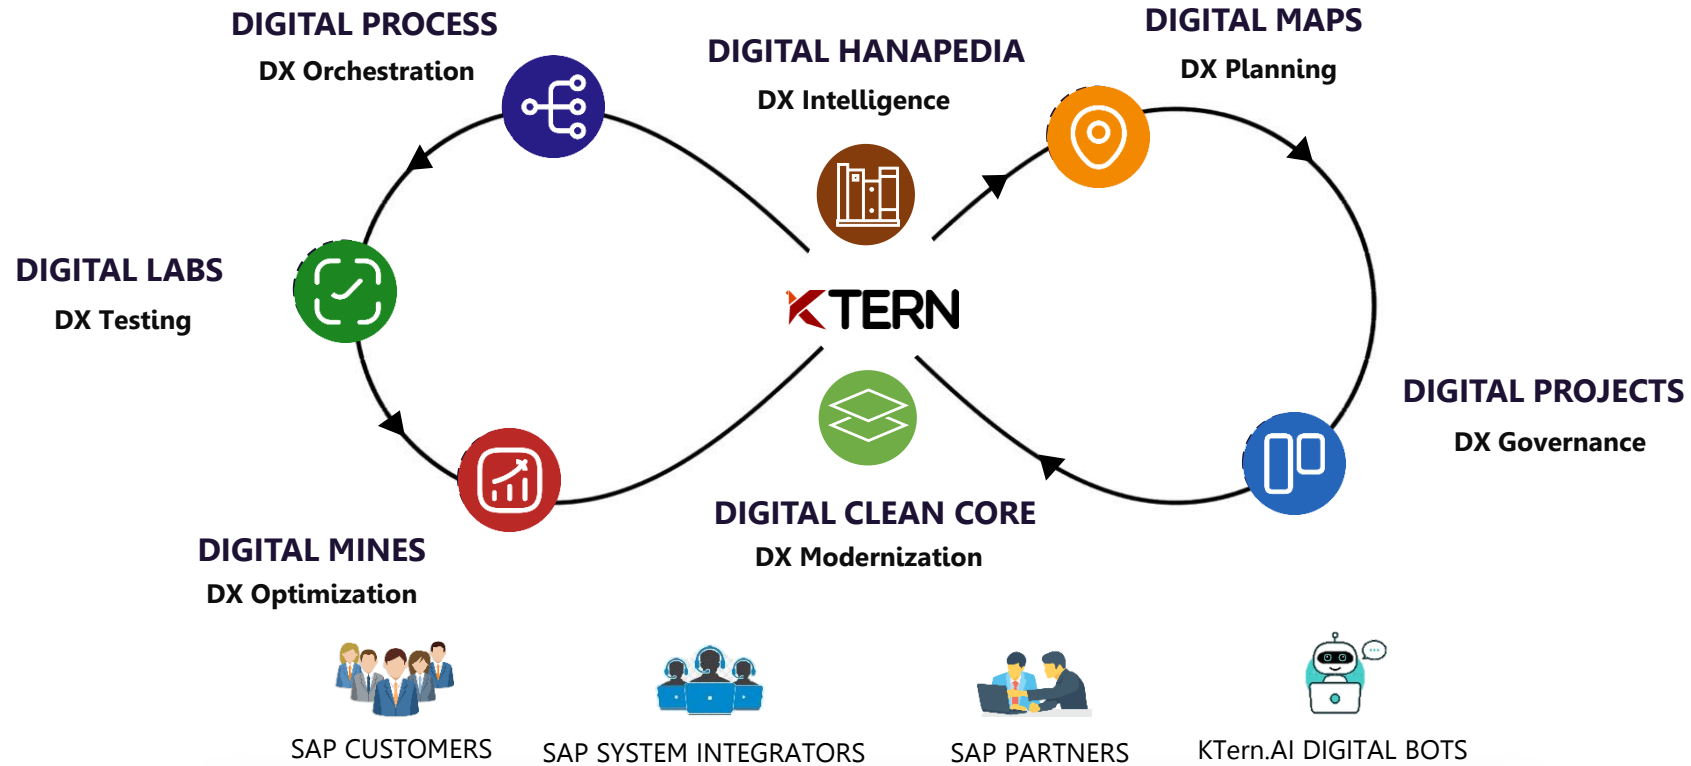 DIGITAL PROCESS
DX Orchestration
DIGITAL HANAPEDIA
DX Intelligence
DIGITAL MAPS
DX Planning
DIGITAL LABS
DX Testing
KTERN
DIGITAL PROJECTS
DX Governance
DIGITAL CLEAN CORE
DX Modernization
DIGITAL MINES
DX Optimization
SAP CUSTOMERS
SAP SYSTEM INTEGRATORS
SAP PARTNERS
KTern.AI DIGITAL BOTS